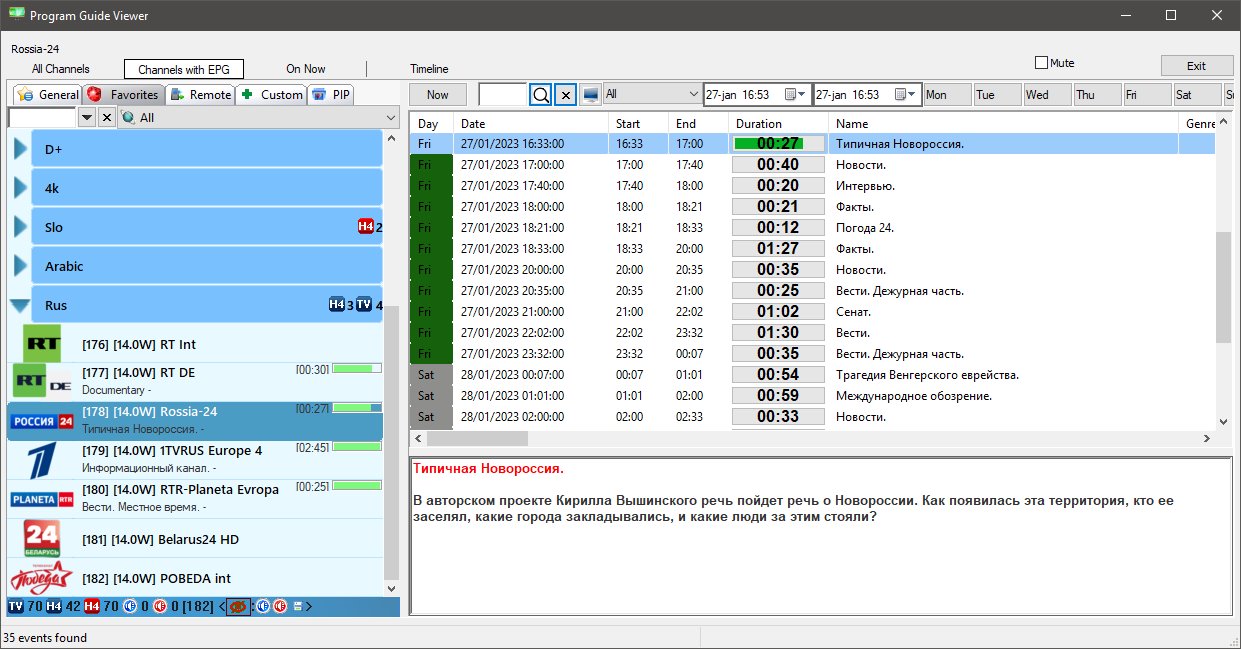 Program Guide Viewer
Rossia-24
All Channels Channels with EPG On Now Timeline Mute Exit
General Favorites Remote Custom PIP
Now All 27-jan 16:53 27-jan 16:53 Mon Tue Wed Thu Fri Sat
All
D+
4k
Slo H4 2
Arabic
Rus H4 3 TV 4
RT [176] [14.0W] RT Int
RT DE [177] [14.0W] RT DE [00:30]
Documentary -
РОССИЯ 24 [178] [14.0W] Rossia-24 [00:27]
Типичная Новороссия. -
1 [179] [14.0W] 1TVRUS Europe 4 [02:45]
Информационный канал. -
PLANETA RTR [180] [14.0W] RTR-Planeta Evropa [00:25]
Вести. Местное время. -
24 БЕЛАРУСЬ [181] [14.0W] Belarus24 HD
Победа [182] [14.0W] POBEDA int
TV 70 H4 42 H4 70 0 0 [182] < : >
Day Date Start End Duration Name Genre
Fri 27/01/2023 16:33:00 16:33 17:00 00:27 Типичная Новороссия.
Fri 27/01/2023 17:00:00 17:00 17:40 00:40 Новости.
Fri 27/01/2023 17:40:00 17:40 18:00 00:20 Интервью.
Fri 27/01/2023 18:00:00 18:00 18:21 00:21 Факты.
Fri 27/01/2023 18:21:00 18:21 18:33 00:12 Погода 24.
Fri 27/01/2023 18:33:00 18:33 20:00 01:27 Факты.
Fri 27/01/2023 20:00:00 20:00 20:35 00:35 Новости.
Fri 27/01/2023 20:35:00 20:35 21:00 00:25 Вести. Дежурная часть.
Fri 27/01/2023 21:00:00 21:00 22:02 01:02 Сенат.
Fri 27/01/2023 22:02:00 22:02 23:32 01:30 Вести.
Fri 27/01/2023 23:32:00 23:32 00:07 00:35 Вести. Дежурная часть.
Sat 28/01/2023 00:07:00 00:07 01:01 00:54 Трагедия Венгерского еврейства.
Sat 28/01/2023 01:01:00 01:01 02:00 00:59 Международное обозрение.
Sat 28/01/2023 02:00:00 02:00 02:33 00:33 Новости.
Типичная Новороссия.
В авторском проекте Кирилла Вышинского речь пойдет речь о Новороссии. Как появилась эта территория, кто ее
заселял, какие города закладывались, и какие люди за этим стояли?
35 events found